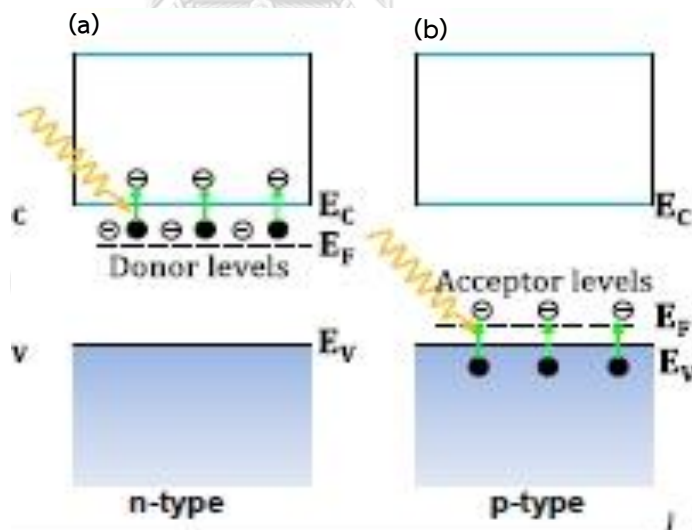 (a)
(b)
C
E_C
E_C
E_F
Donor levels
Acceptor levels
E_F
V
E_V
E_V
n-type
p-type